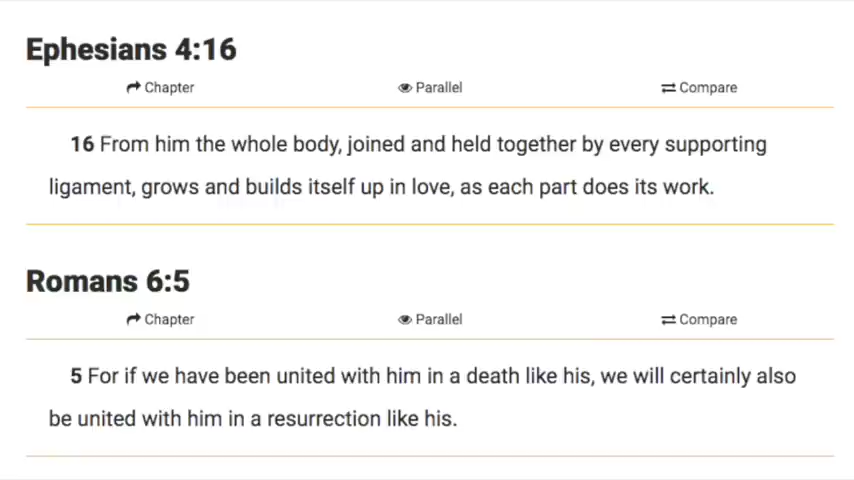 Ephesians 4:16
Chapter Parallel Compare
16 From him the whole body, joined and held together by every supporting
ligament, grows and builds itself up in love, as each part does its work.
Romans 6:5
Chapter Parallel Compare
5 For if we have been united with him in a death like his, we will certainly also
be united with him in a resurrection like his.